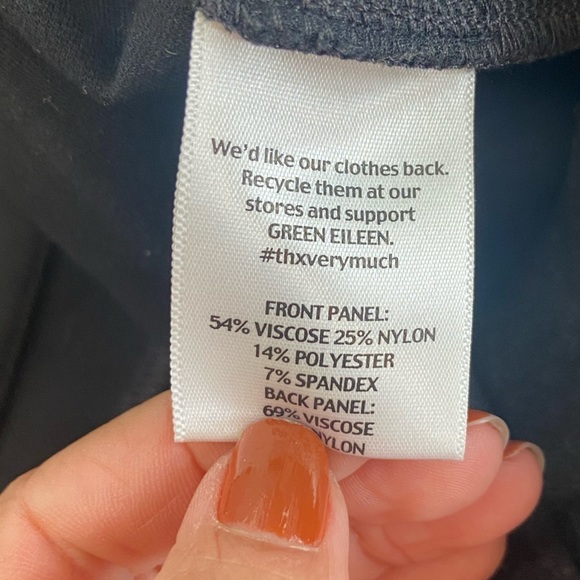 We'd like our clothes back.
Recycle them at our
stores and support
GREEN EILEEN.
#thxverymuch
FRONT PANEL:
54% VISCOSE 25% NYLON
14% POLYESTER
7% SPANDEX
BACK PANEL:
69% VISCOSE
NYLON